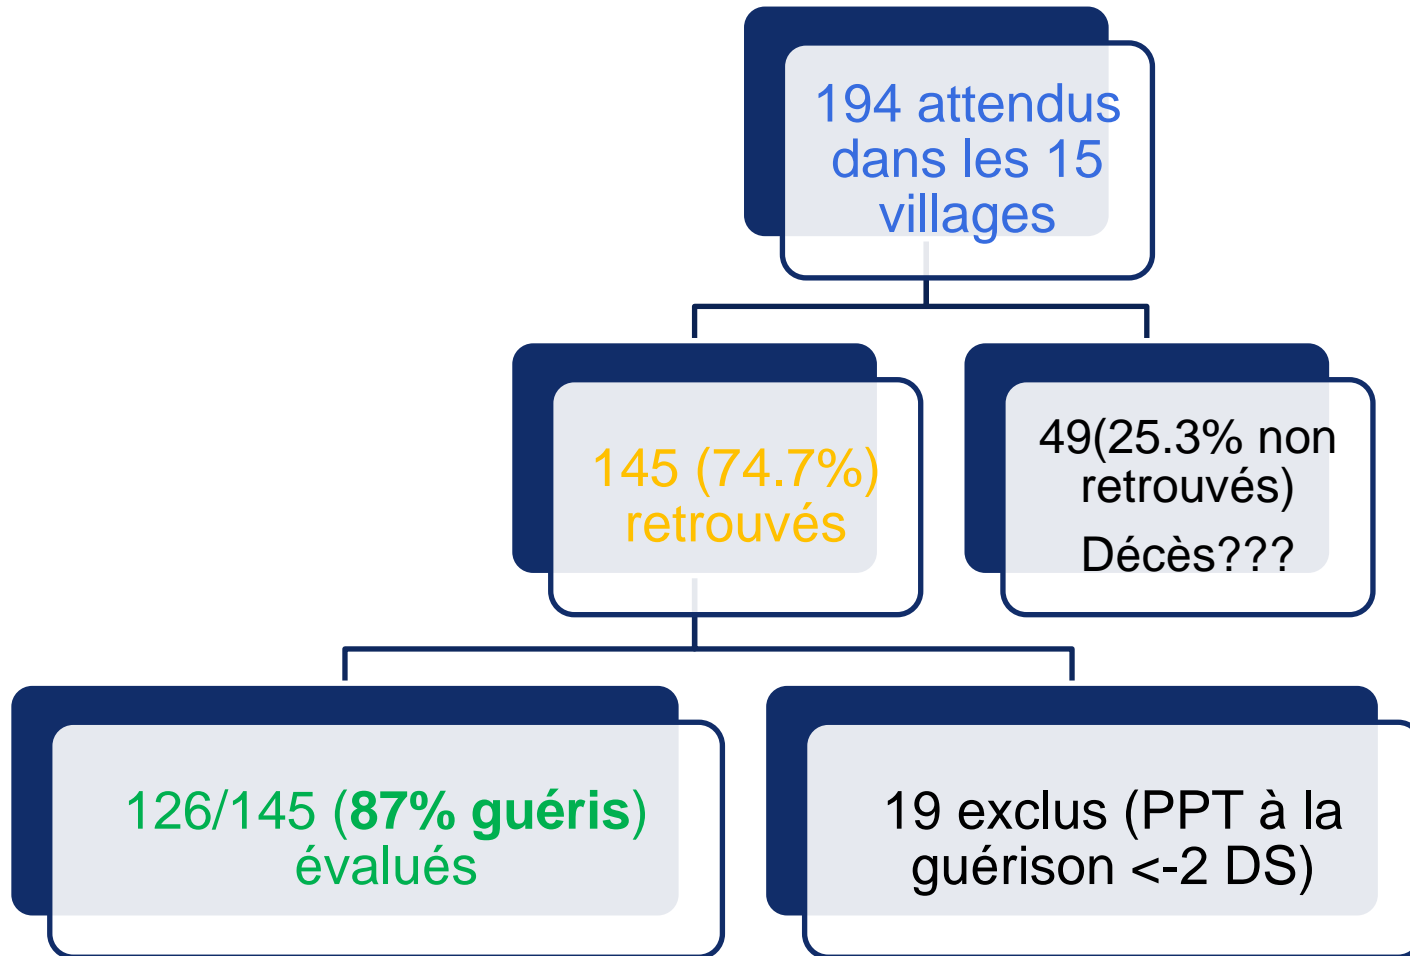 194 attendus
dans les 15
villages
145 (74.7%)
retrouvés
49(25.3% non
retrouvés)
Décès???
126/145 (87% guéris)
évalués
19 exclus (PPT à la
guérison <-2 DS)